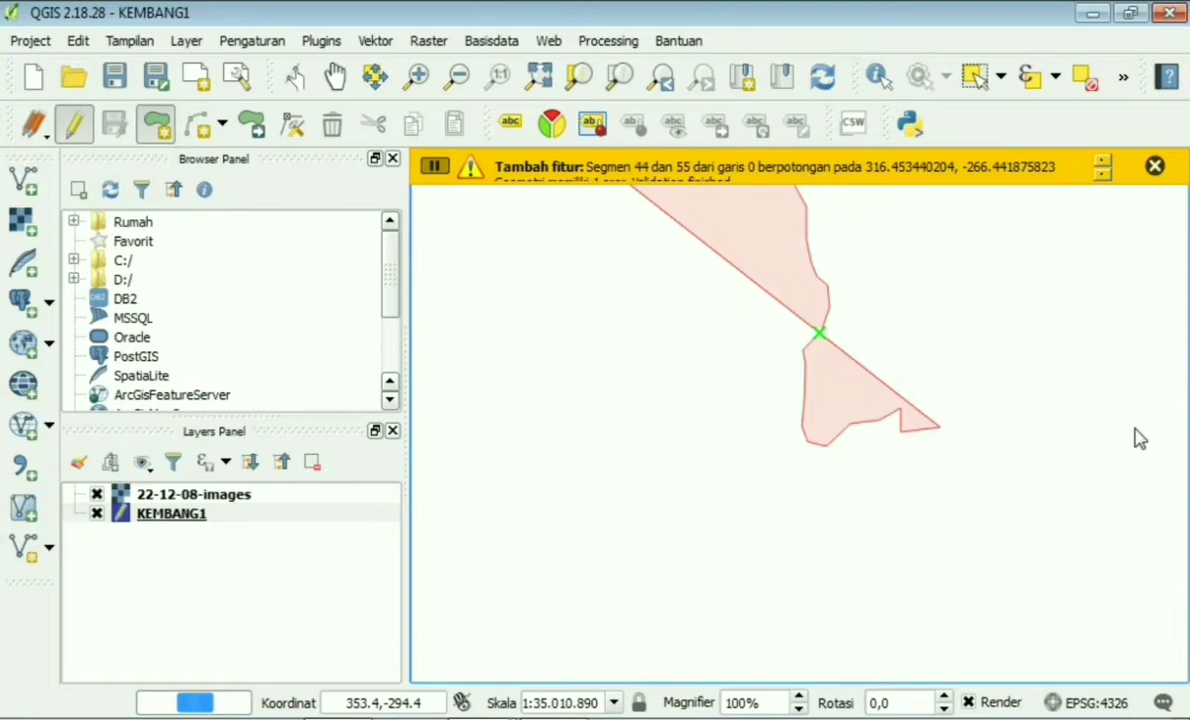 QGIS 2.18.28 - KEMBANG1
Project Edit Tampilan Layer Pengaturan Plugins Vektor Raster Basisdata Web Processing Bantuan
abc abc CSW
Browser Panel
Tambah fitur: Segmen 44 dan 55 dari garis 0 berpotongan pada 316.453440204, -266.441875823
Rumah
Favorit
C:/
D:/
DB2
MSSQL
Oracle
PostGIS
SpatiaLite
ArcGisFeatureServer
Layers Panel
22-12-08-images
KEMBANG1
Koordinat 353.4,-294.4 Skala 1:35.010.890 Magnifier 100% Rotasi 0,0 Render EPSG:4326